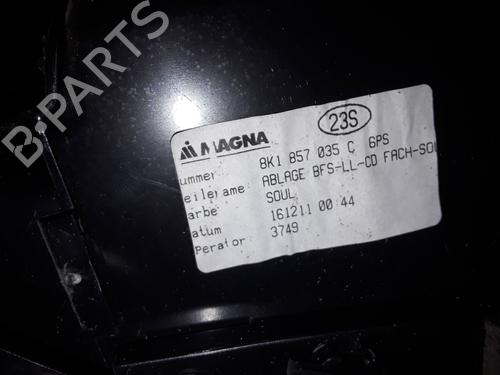 B-PARTS
23S
MAGNA
ummer 8K1 857 035 C 6PS
eilename ABLAGE BFS-LL-CD FACH-SOU
arbe SOUL
atum 161211 00 44
perator 3749